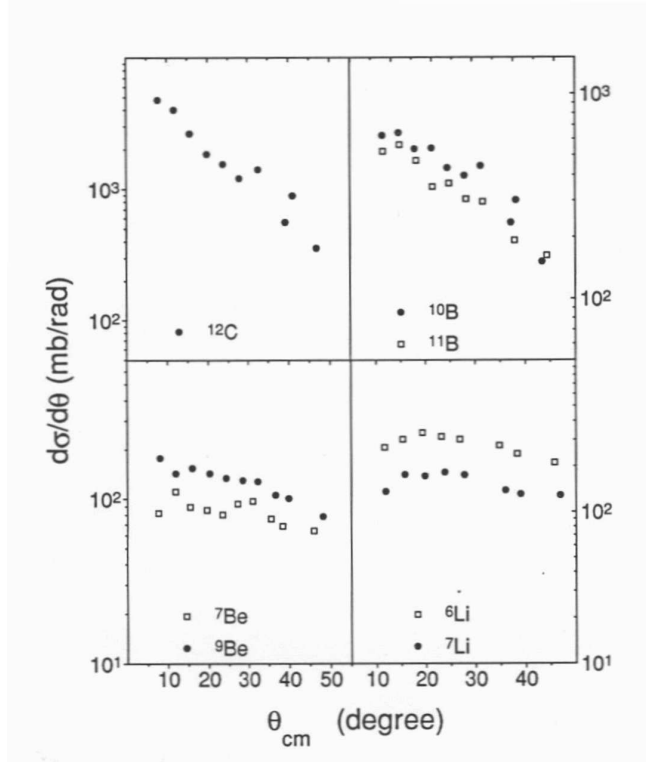 10³
10³
dσ/dθ (mb/rad)
10²
10²
¹²C
¹⁰B
¹¹B
10²
10²
⁷Be
⁹Be
⁶Li
⁷Li
10¹
10¹
10 20 30 40 50 10 20 30 40
θcm (degree)